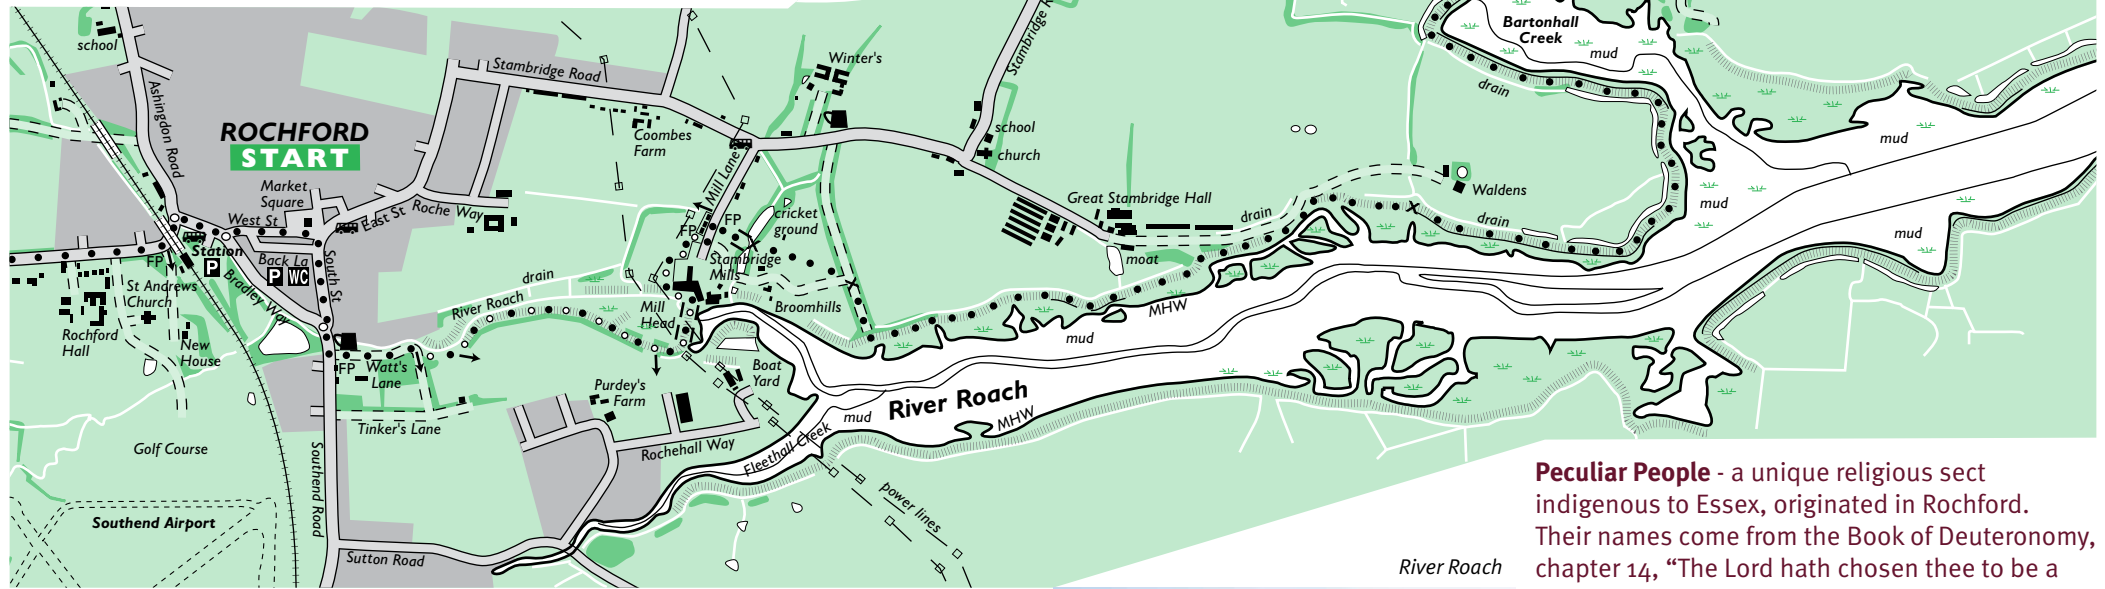 school
Ashingdon Road
ROCHFORD
START
Market
Square
West St
East St
Roche Way
Station
P
Back La
P
WC
South St
Bradley Way
FP
St Andrews
Church
Rochford
Hall
New
House
Golf Course
Southend Airport
Southend Road
Sutton Road
FP
Watt's
Lane
Tinker's Lane
River Roach
drain
Stambridge Road
Coombes
Farm
Winter's
Mill Lane
FP
FP
cricket
ground
Stambridge
Mills
Mill
Head
Broomhills
Boat
Yard
Purdey's
Farm
Rochehall Way
Fleethall Creek
mud
power lines
River Roach
MHW
mud
MHW
Stambridge R
school
church
Great Stambridge Hall
moat
drain
Waldens
drain
drain
Bartonhall
Creek
mud
mud
mud
mud
River Roach
Peculiar People - a unique religious sect
indigenous to Essex, originated in Rochford.
Their names come from the Book of Deuteronomy,
chapter 14, “The Lord hath chosen thee to be a